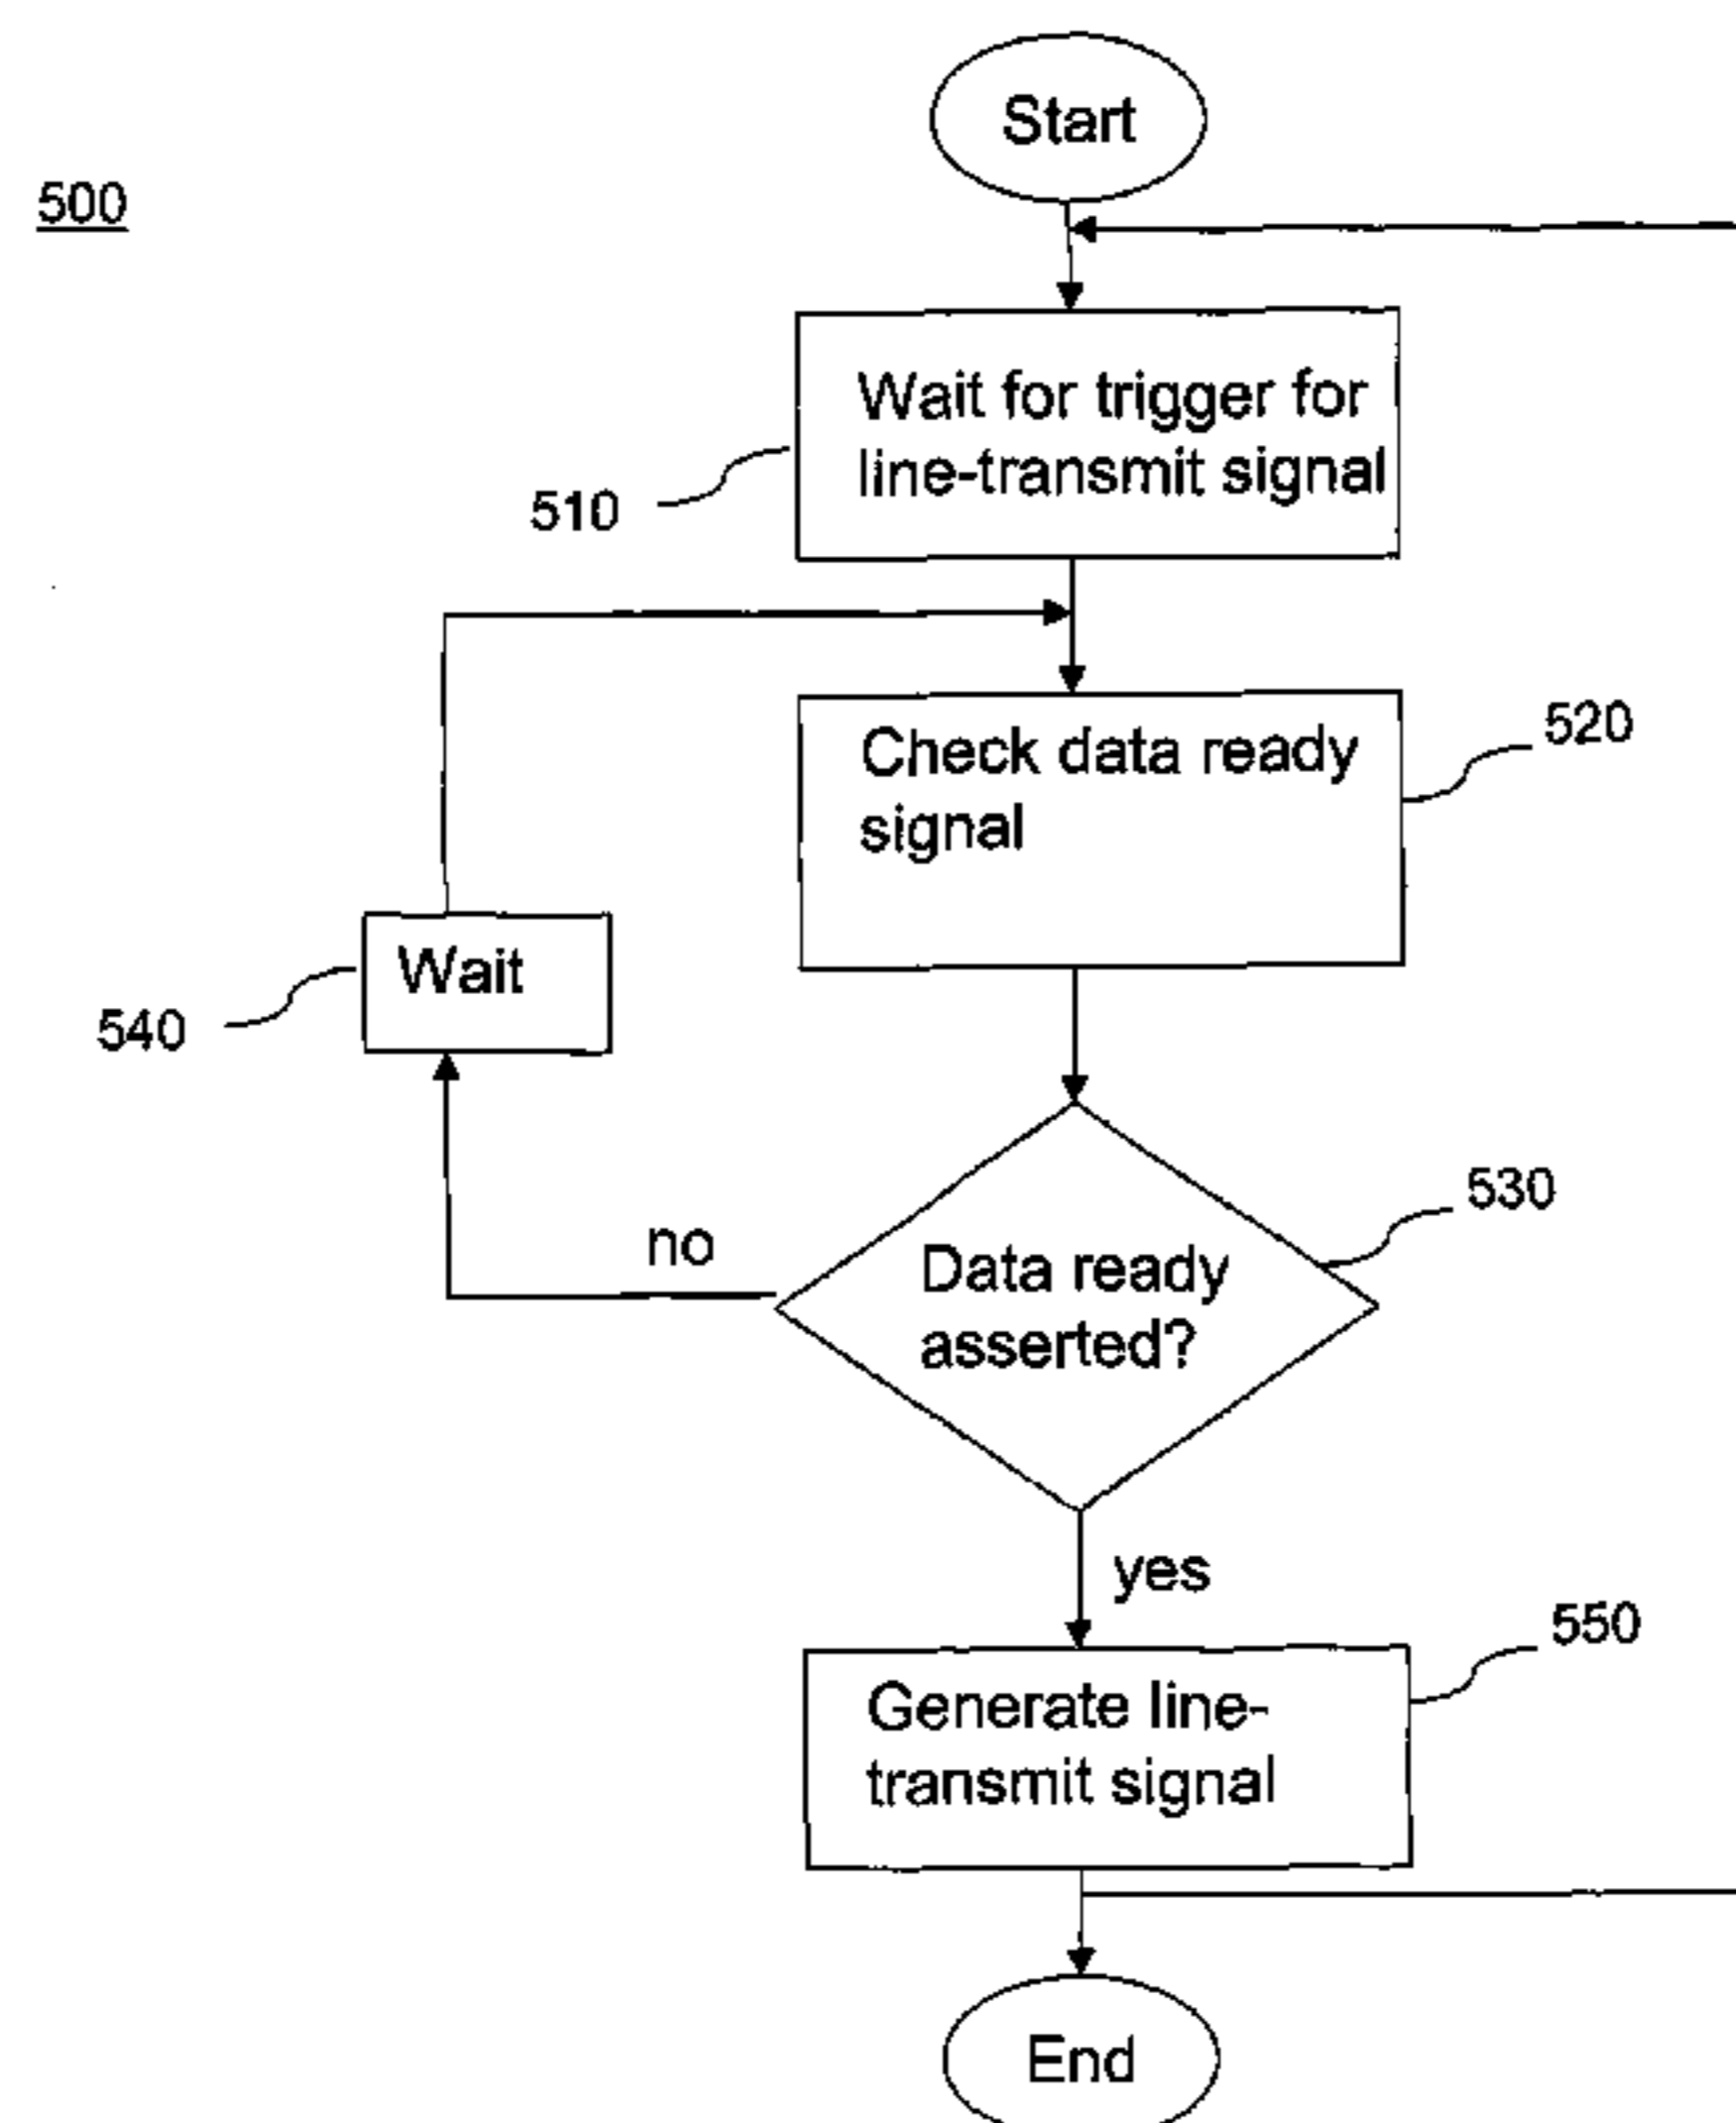 Start
500
Wait for trigger for
line-transmit signal
510
Check data ready
signal
520
Wait
540
530
no
Data ready
asserted?
yes
550
Generate line-
transmit signal
End